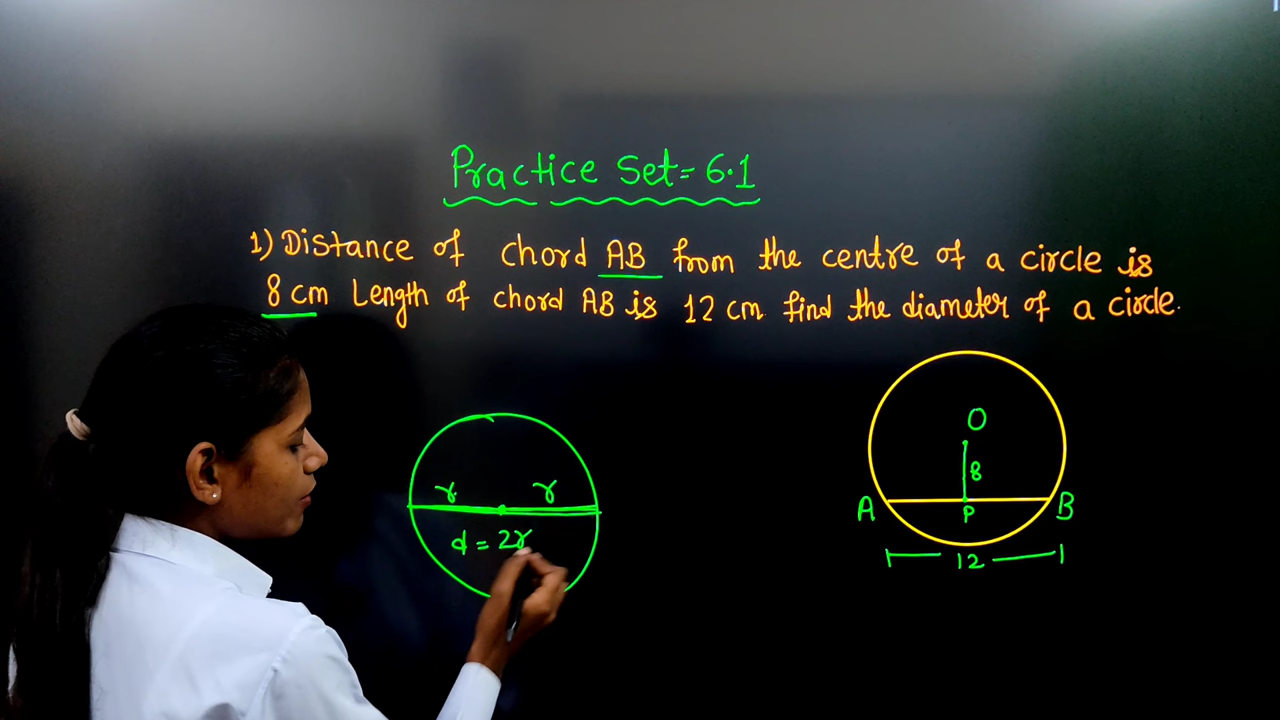 Practice Set= 6.1
1) Distance of chord AB from the centre of a circle is
8 cm Length of chord AB is 12 cm find the diameter of a circle.
r r
d = 2r
O
8
A P B
12